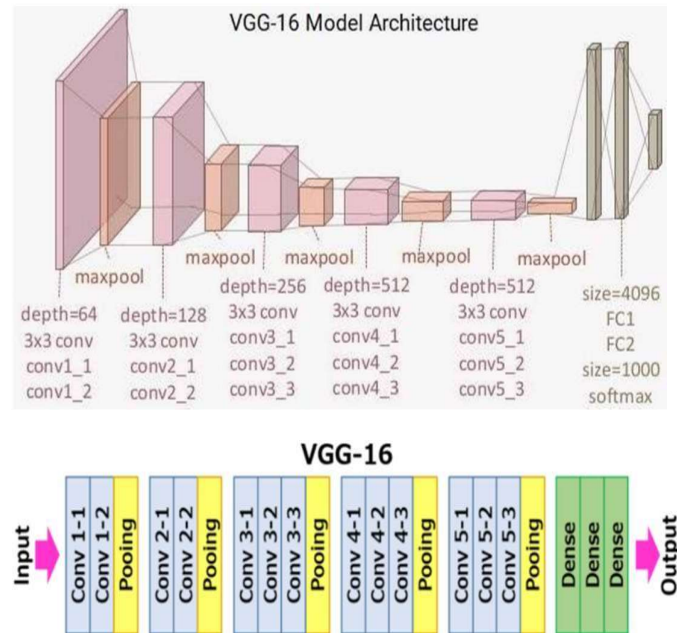 VGG-16 Model Architecture
maxpool
maxpool
maxpool
maxpool
maxpool
depth=64
3x3 conv
conv1_1
conv1_2
depth=128
3x3 conv
conv2_1
conv2_2
depth=256
3x3 conv
conv3_1
conv3_2
conv3_3
depth=512
3x3 conv
conv4_1
conv4_2
conv4_3
depth=512
3x3 conv
conv5_1
conv5_2
conv5_3
size=4096
FC1
FC2
size=1000
softmax
VGG-16
Input
Conv 1-1
Conv 1-2
Pooing
Conv 2-1
Conv 2-2
Pooing
Conv 3-1
Conv 3-2
Conv 3-3
Pooing
Conv 4-1
Conv 4-2
Conv 4-3
Pooing
Conv 5-1
Conv 5-2
Conv 5-3
Pooing
Dense
Dense
Dense
Output